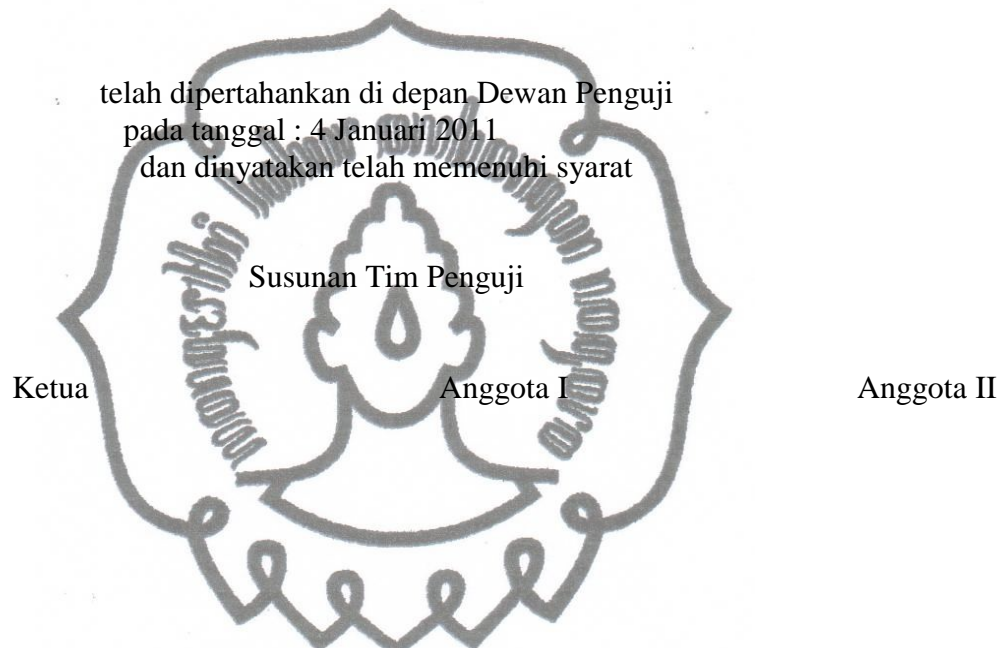 telah dipertahankan di depan Dewan Penguji
pada tanggal : 4 Januari 2011
dan dinyatakan telah memenuhi syarat
Susunan Tim Penguji
Ketua Anggota I Anggota II